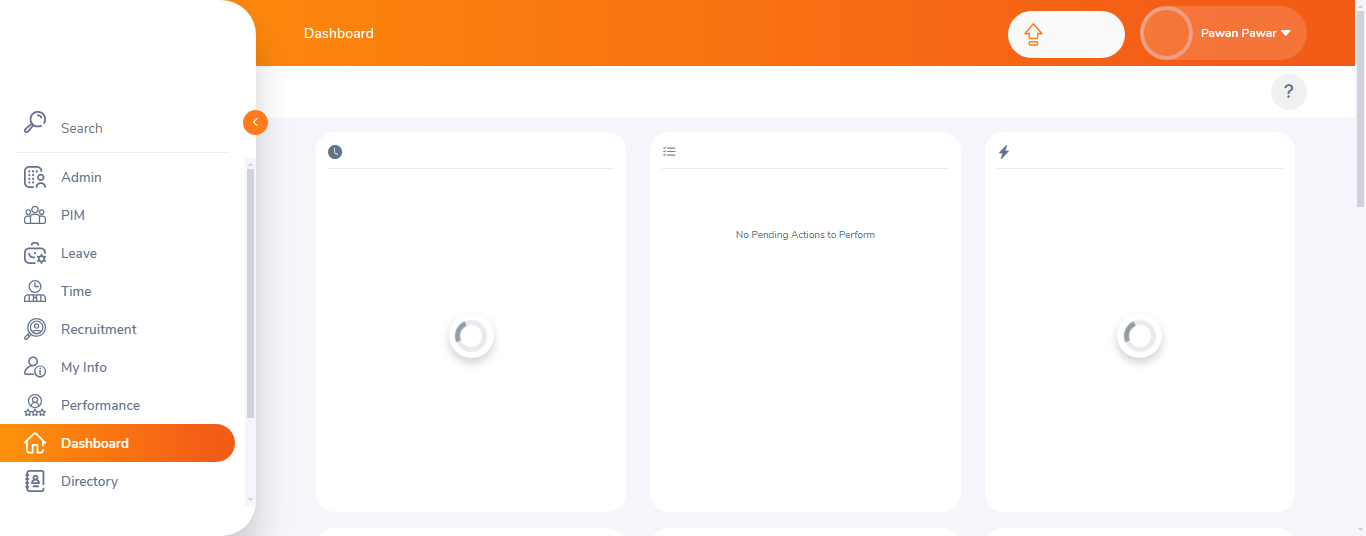 Dashboard
Pawan Pawar
?
Search
Admin
PIM
Leave
Time
Recruitment
My Info
Performance
Dashboard
Directory
No Pending Actions to Perform